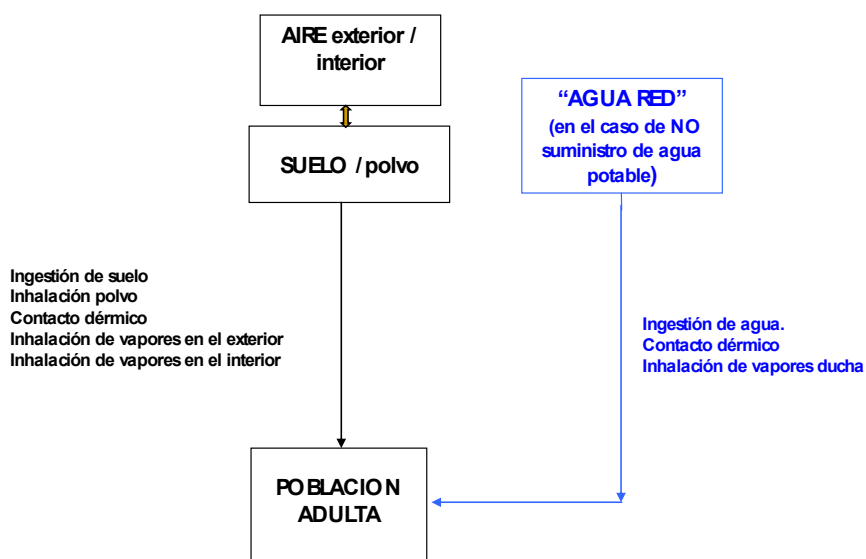 AIRE exterior /
interior
SUELO / polvo
"AGUA RED"
(en el caso de NO
suministro de agua
potable)
Ingestión de suelo
Inhalación polvo
Contacto dérmico
Inhalación de vapores en el exterior
Inhalación de vapores en el interior
Ingestión de agua.
Contacto dérmico
Inhalación de vapores ducha
POBLACION
ADULTA